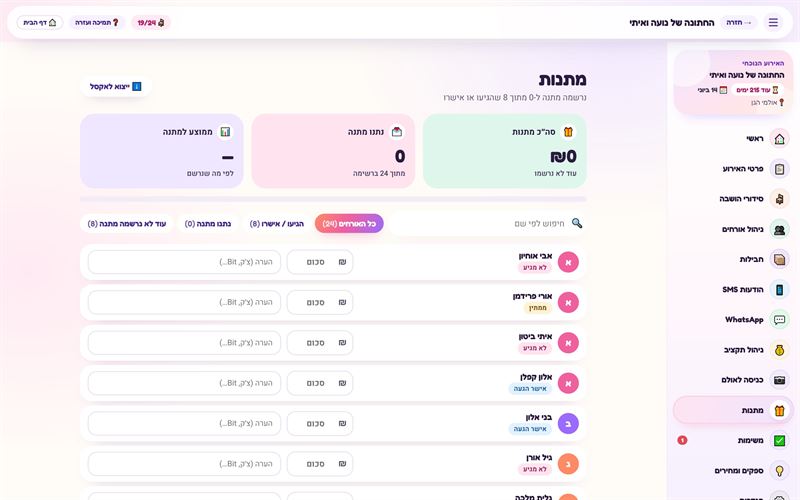 החתונה של נועה ואיתי
→ חזרה
19/24
תמיכה ועזרה
דף הבית
האירוע הנוכחי
החתונה של נועה ואיתי
עוד 215 ימים
14 ביוני
אולמי הגן
ראשי
פרטי האירוע
סידורי הושבה
ניהול אורחים
חבילות
הודעות SMS
WhatsApp
ניהול תקציב
כניסה לאולם
מתנות
משימות
1
ספקים ומחירים
מתנות
נרשמה מתנה ל-0 מתוך 8 שהגיעו או אישרו
ייצוא לאקסל
סה״כ מתנות
₪0
עוד לא נרשמו
נתנו מתנה
0
מתוך 24 ברשימה
ממוצע למתנה
—
לפי מה שנרשם
חיפוש לפי שם
כל האורחים (24)
הגיעו / אישרו (8)
נתנו מתנה (0)
עוד לא נרשמה מתנה (8)
א
אבי אוחיון
לא מגיע
₪ סכום
הערה (צ'ק, Bit...)
א
אורי פרידמן
ממתין
₪ סכום
הערה (צ'ק, Bit...)
א
איתי ביטון
לא מגיע
₪ סכום
הערה (צ'ק, Bit...)
א
אלון קפלן
אישר הגעה
₪ סכום
הערה (צ'ק, Bit...)
ב
בני אלון
אישר הגעה
₪ סכום
הערה (צ'ק, Bit...)
ג
גיל אורן
לא מגיע
₪ סכום
הערה (צ'ק, Bit...)
גלית מלכה